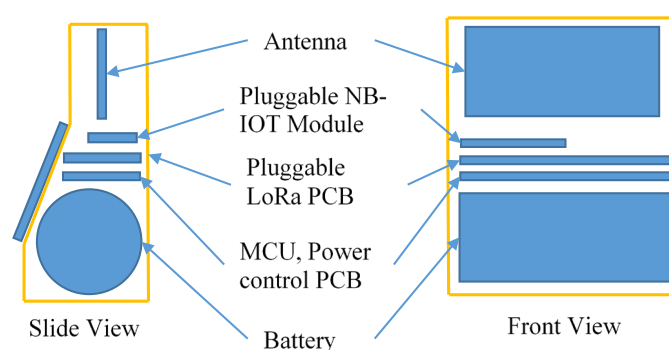 Antenna
Pluggable NB-
IOT Module
Pluggable
LoRa PCB
MCU, Power
control PCB
Battery
Slide View
Front View